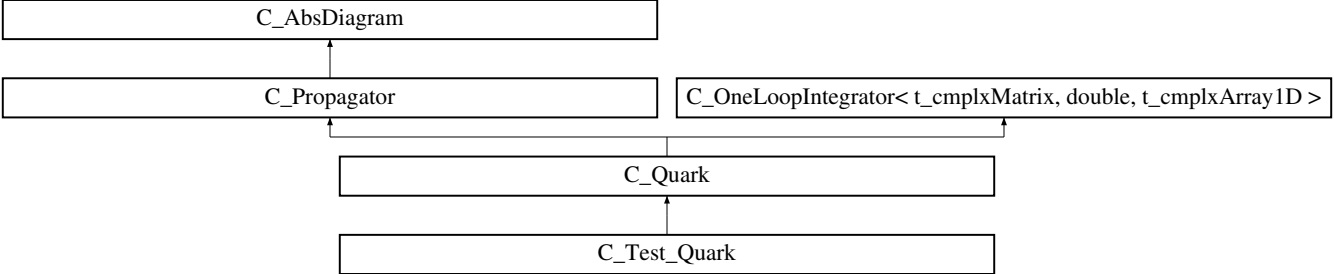 C_AbsDiagram
C_Propagator
C_OneLoopIntegrator< t_cmplxMatrix, double, t_cmplxArray1D >
C_Quark
C_Test_Quark